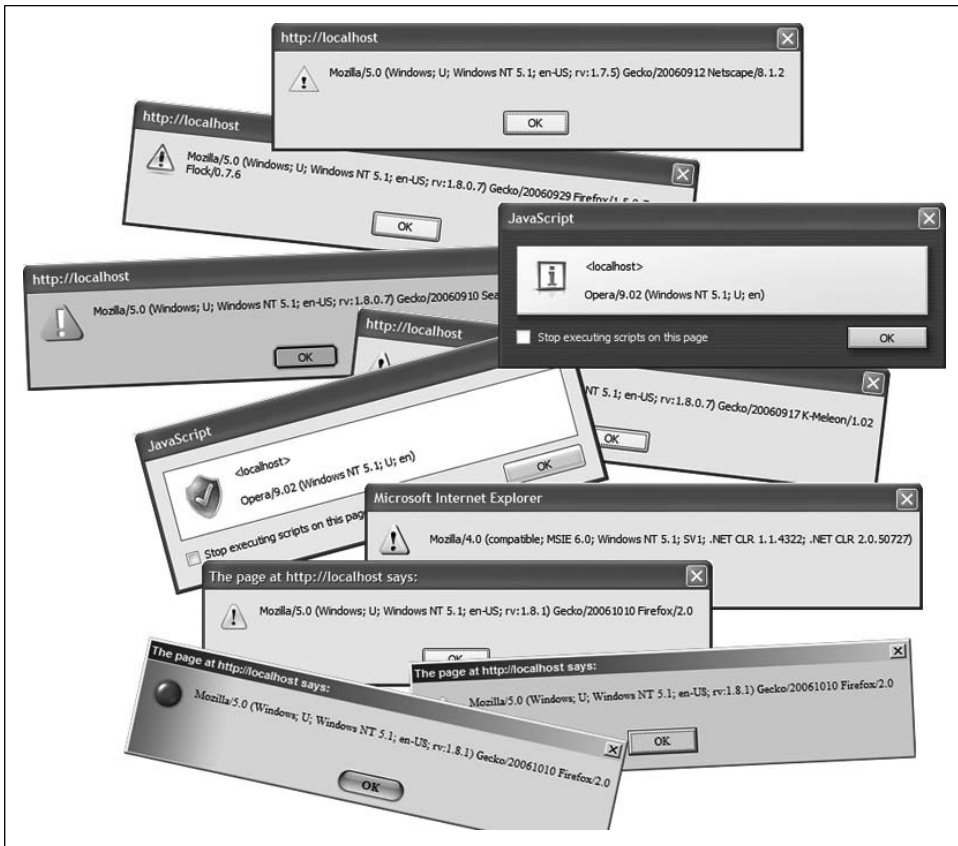 http://localhost
Mozilla/5.0 (Windows; U; Windows NT 5.1; en-US; rv:1.7.5) Gecko/20060912 Netscape/8.1.2
OK
http://localhost
Mozilla/5.0 (Windows; U; Windows NT 5.1; en-US; rv:1.8.0.7) Gecko/20060929
Flock/0.7.6
OK
JavaScript
<localhost>
Opera/9.02 (Windows NT 5.1; U; en)
Stop executing scripts on this page
OK
http://localhost
Mozilla/5.0 (Windows; U; Windows NT 5.1; en-US; rv:1.8.0.7) Gecko/20060910 Sea
OK
http://localhost
NT 5.1; en-US; rv:1.8.0.7) Gecko/20060917 K-Meleon/1.02
OK
JavaScript
<localhost>
Opera/9.02 (Windows NT 5.1; U; en)
Stop executing scripts on this page
OK
Microsoft Internet Explorer
Mozilla/4.0 (compatible; MSIE 6.0; Windows NT 5.1; SV1; .NET CLR 1.1.4322; .NET CLR 2.0.50727)
The page at http://localhost says:
Mozilla/5.0 (Windows; U; Windows NT 5.1; en-US; rv:1.8.1) Gecko/20061010 Firefox/2.0
OK
The page at http://localhost says:
Mozilla/5.0 (Windows; U; Windows NT 5.1; en-US; rv:1.8.1) Gecko/20061010 Firefox/2.0
OK
The page at http://localhost says:
Mozilla/5.0 (Windows; U; Windows NT 5.1; en-US; rv:1.8.1) Gecko/20061010 Firefox/2.0
OK